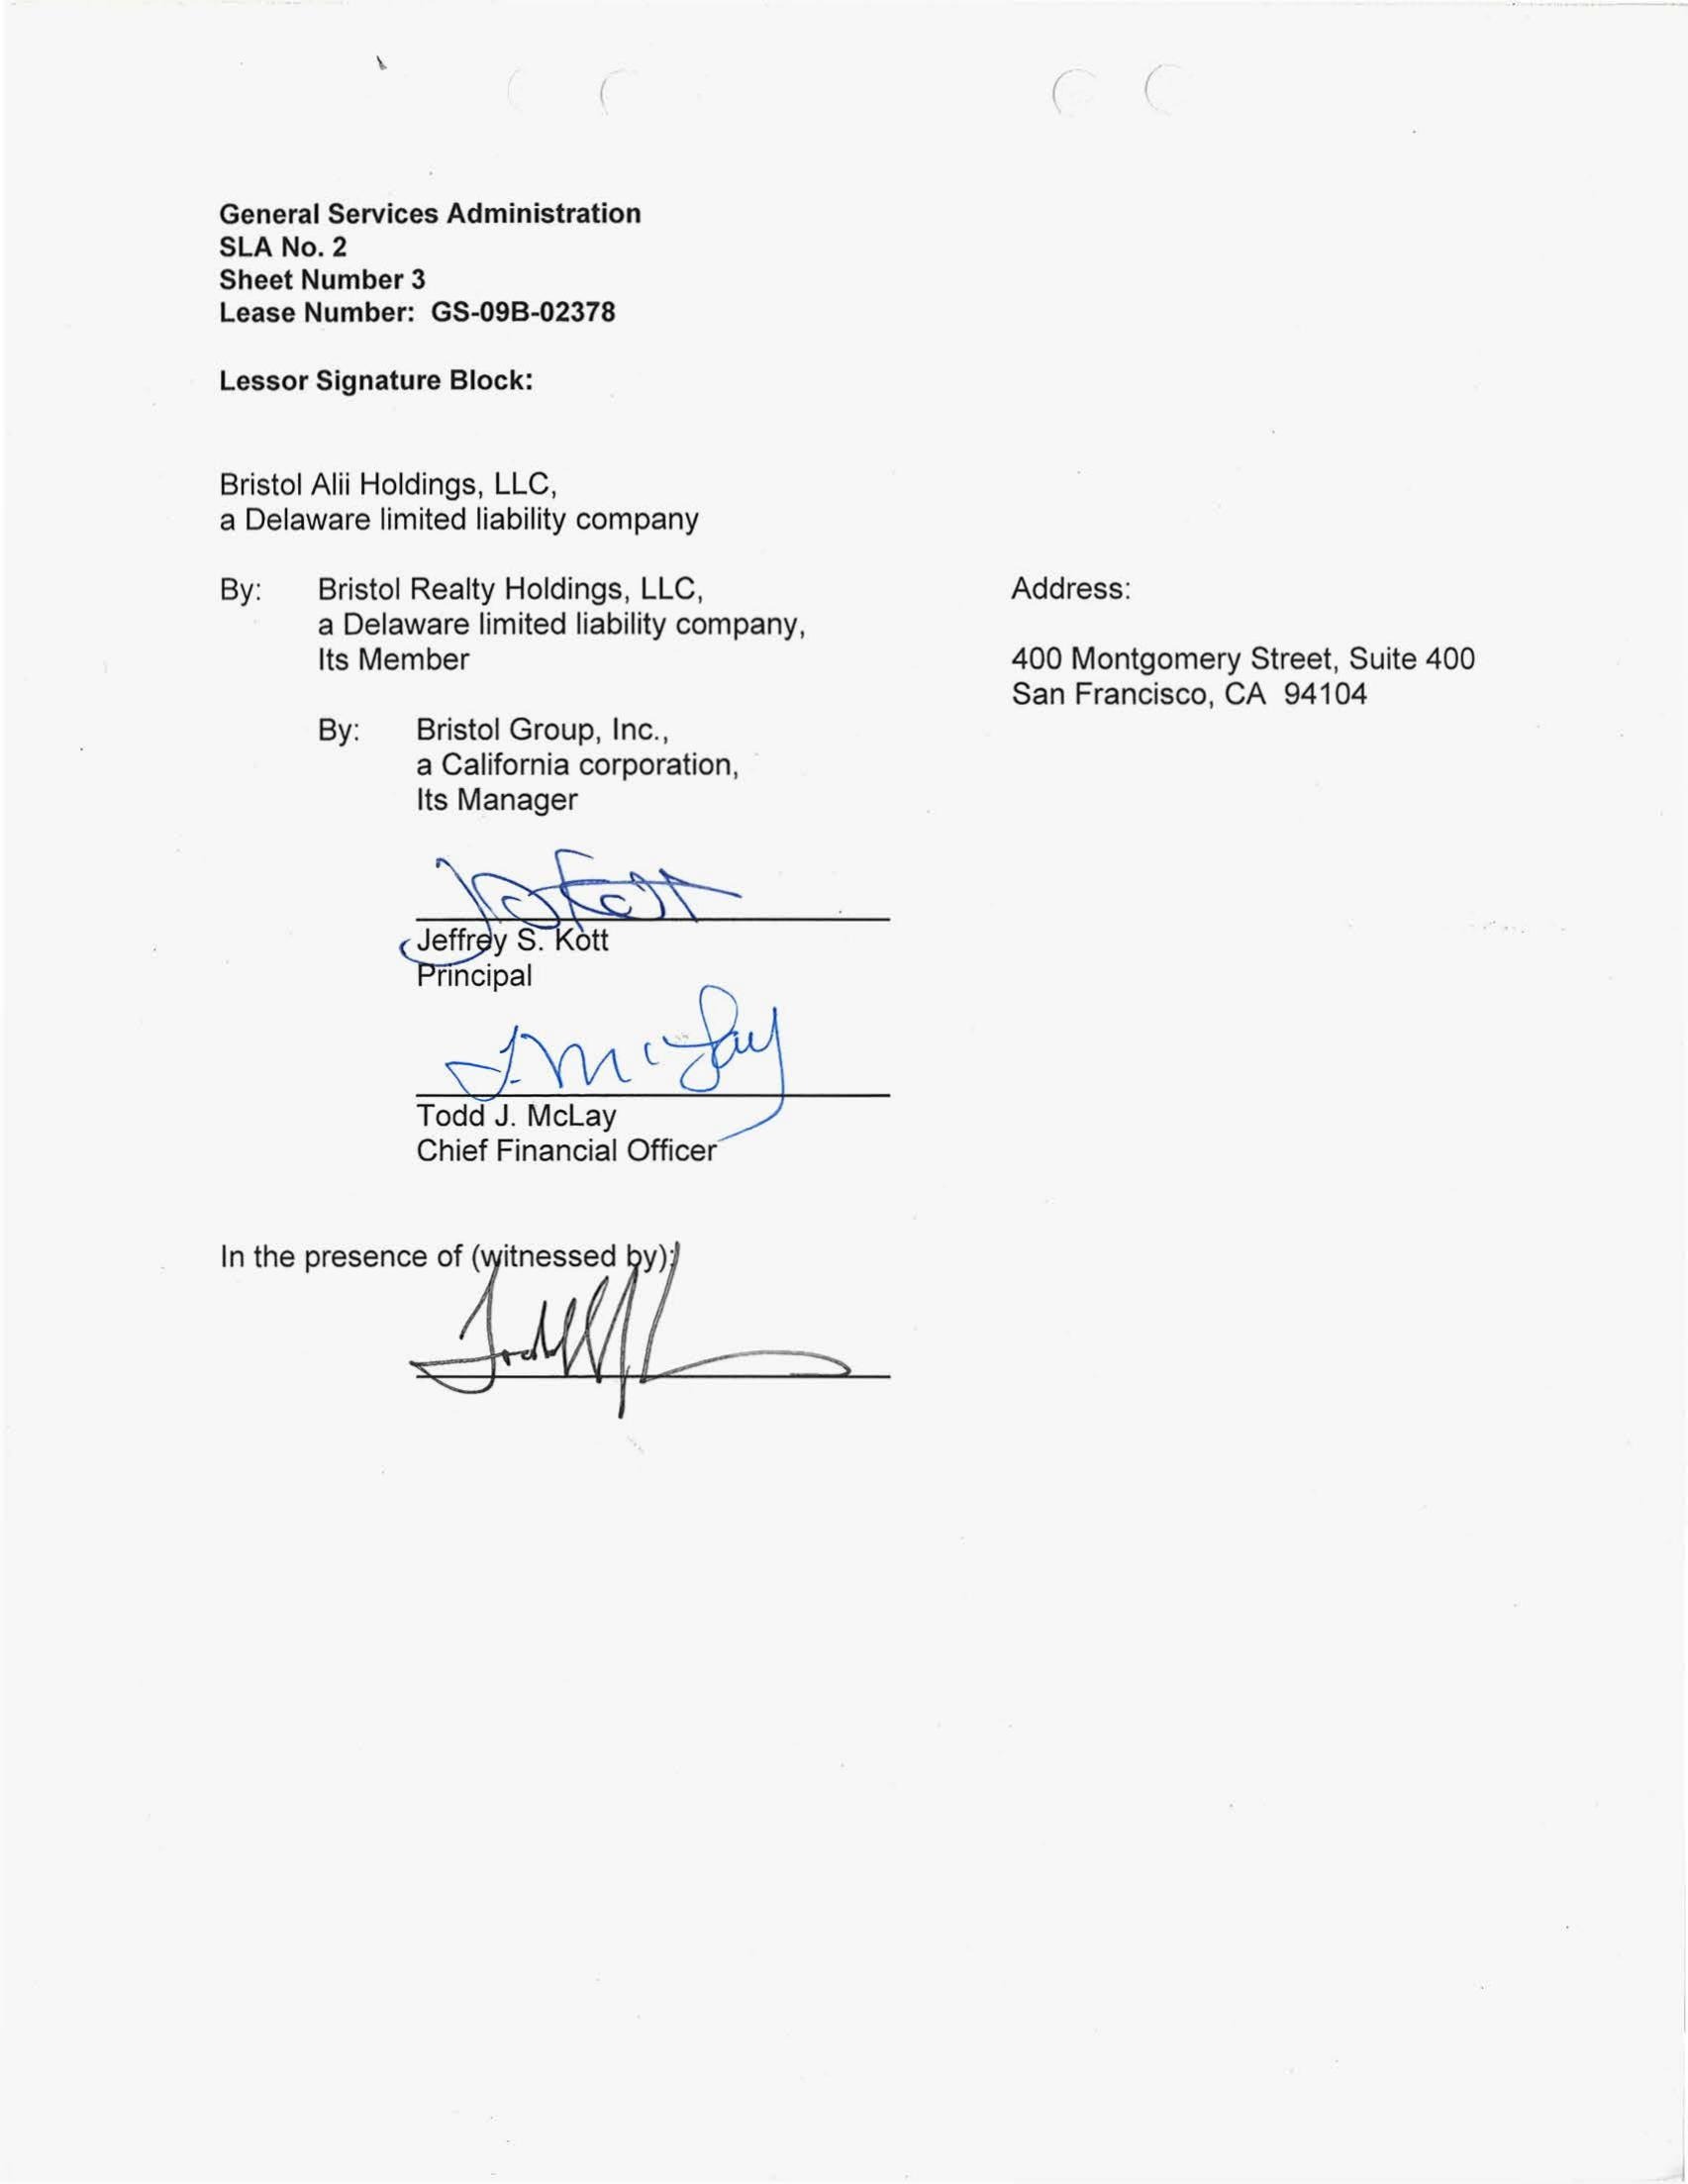 General Services Administration
SLA No. 2
Sheet Number 3
Lease Number: GS-09B-02378
Lessor Signature Block:
Bristol Alii Holdings, LLC,
a Delaware limited liability company
By: Bristol Realty Holdings, LLC,
a Delaware limited liability company,
Its Member
Address:
400 Montgomery Street, Suite 400
San Francisco, CA 94104
By: Bristol Group, Inc.,
a California corporation,
Its Manager
Jeffrey S. Kott
Principal
J. McLay
Todd J. McLay
Chief Financial Officer
In the presence of (witnessed by):